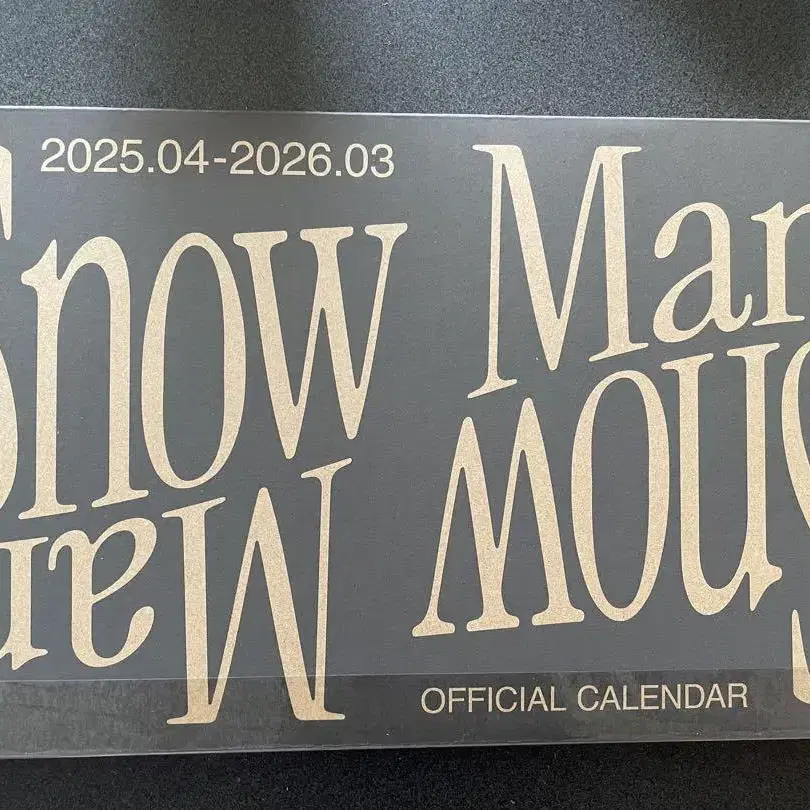 2025.04-2026.03
Snow Man
Man Snow
OFFICIAL CALENDAR